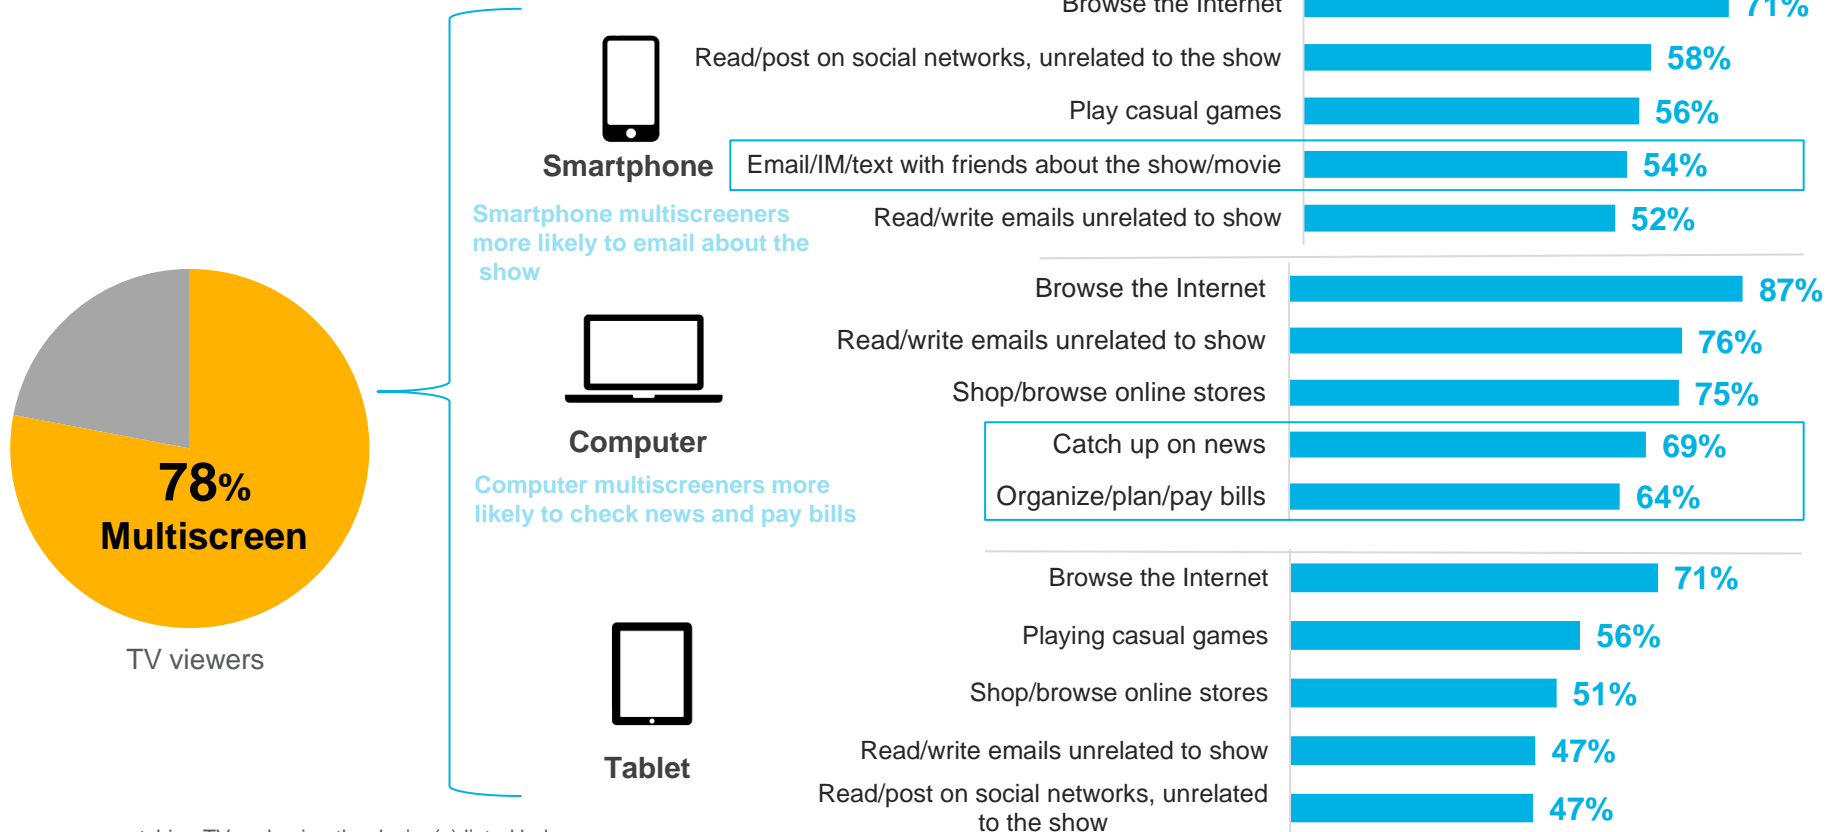 Browse the Internet 71%
Read/post on social networks, unrelated to the show 58%
Play casual games 56%
Smartphone
Email/IM/text with friends about the show/movie 54%
Smartphone multiscreeners
more likely to email about the
show
Read/write emails unrelated to show 52%
Browse the Internet 87%
Read/write emails unrelated to show 76%
Shop/browse online stores 75%
Computer
Catch up on news 69%
Computer multiscreeners more
likely to check news and pay bills
Organize/plan/pay bills 64%
78%
Multiscreen
TV viewers
Browse the Internet 71%
Playing casual games 56%
Shop/browse online stores 51%
Tablet
Read/write emails unrelated to show 47%
Read/post on social networks, unrelated
to the show 47%